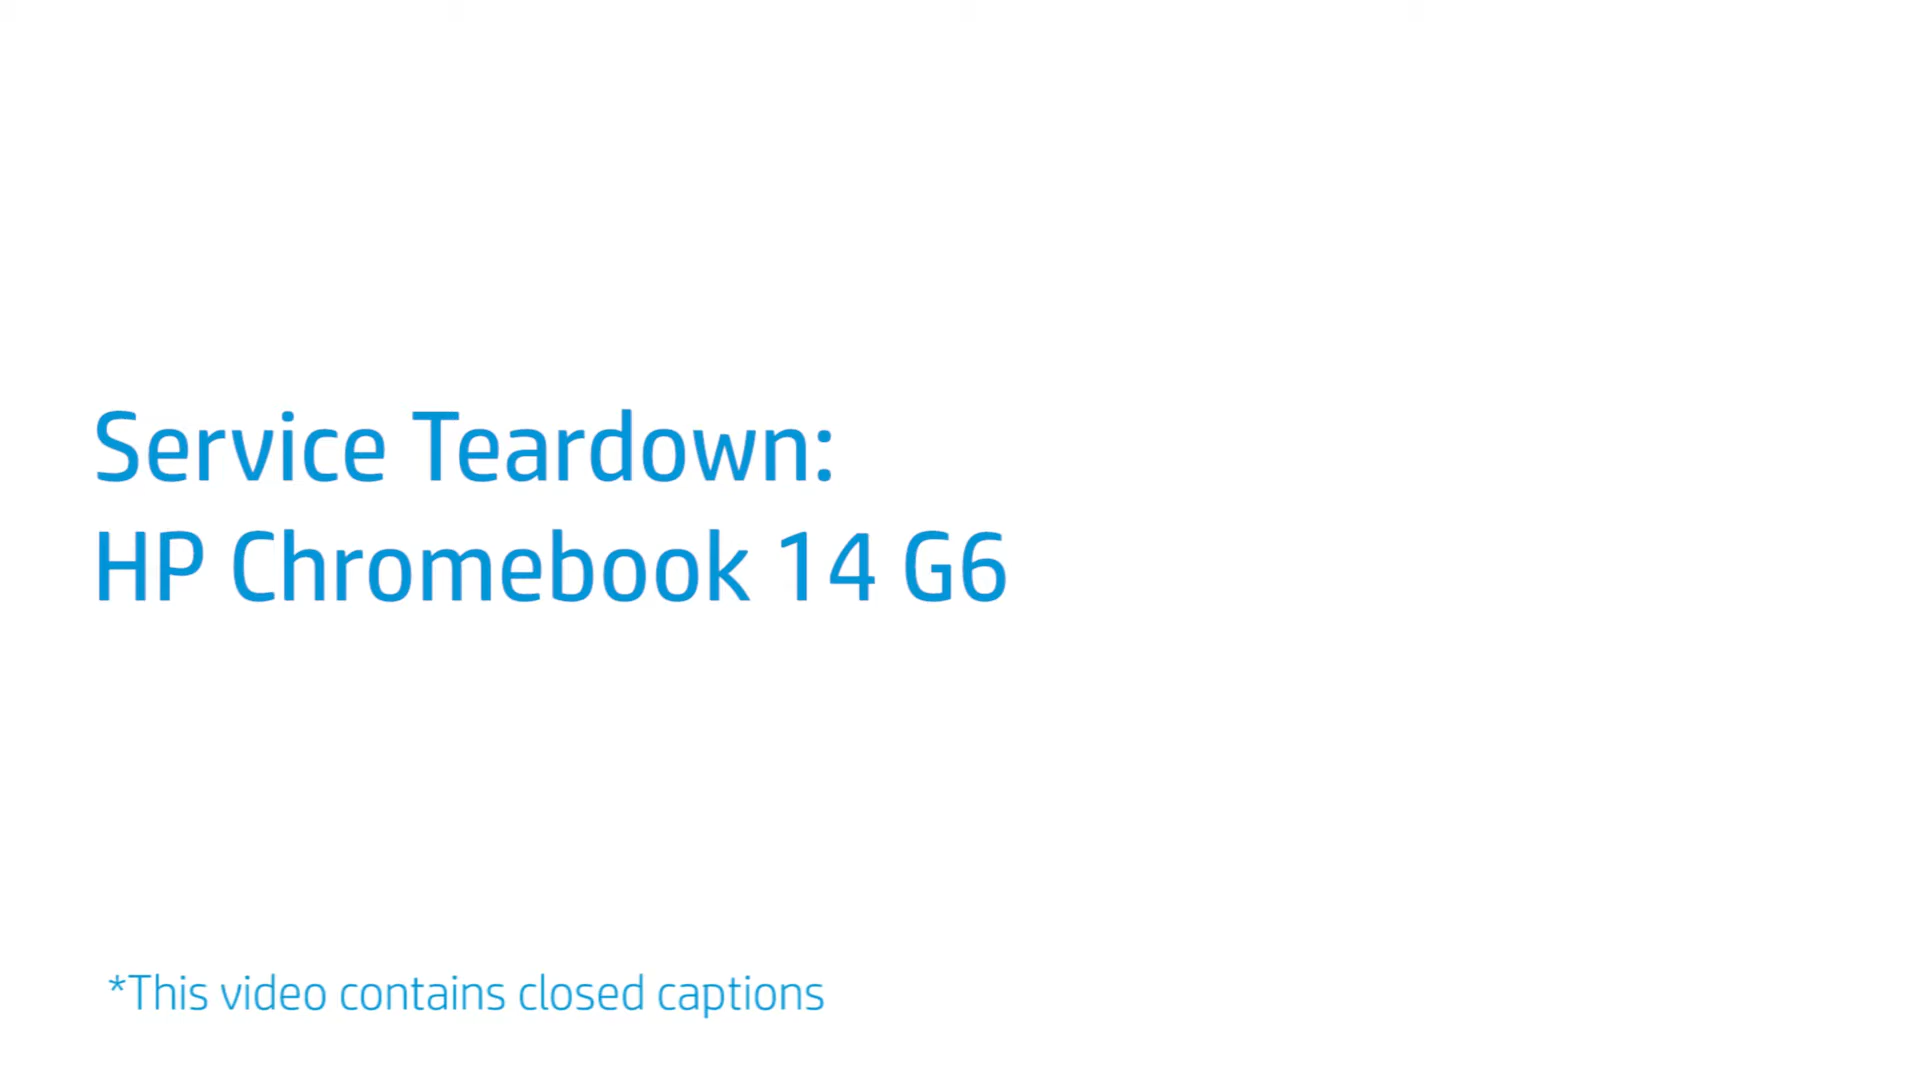 Service Teardown:
HP Chromebook 14 G6
*This video contains closed captions